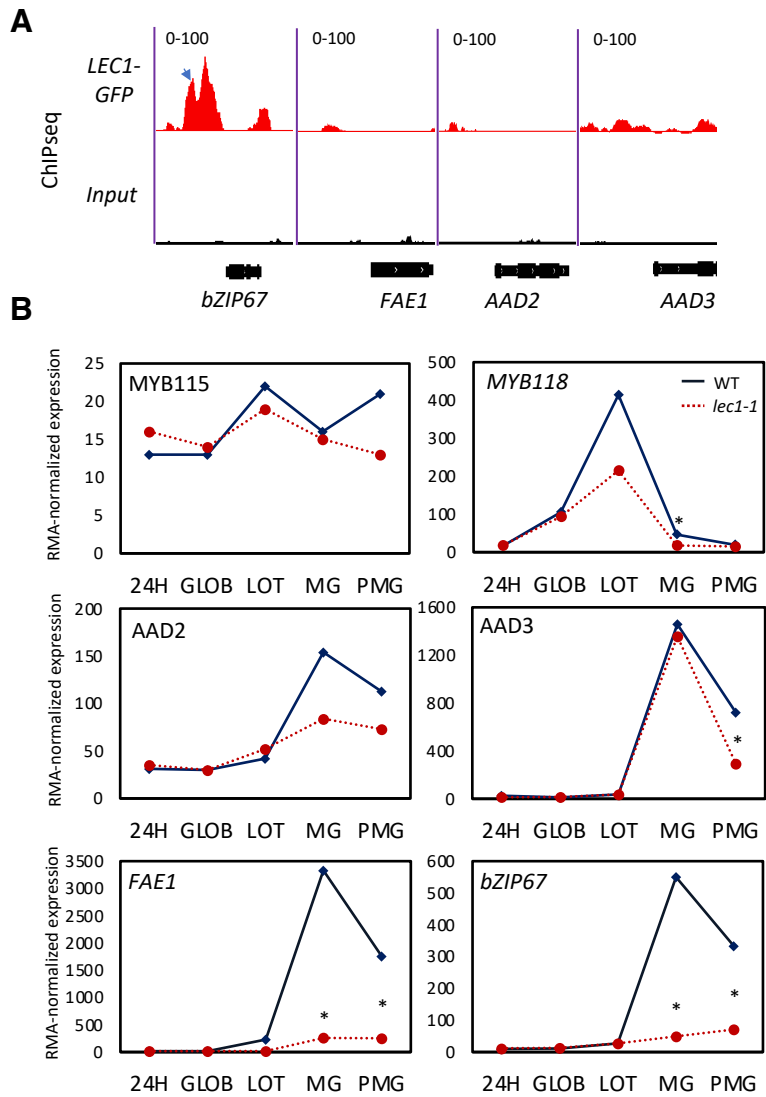 A
0-100 0-100 0-100 0-100
LEC1-
GFP
ChIPseq
Input
bZIP67 FAE1 AAD2 AAD3
B
RMA-normalized expression
25
20
15
10
5
0
MYB115
24H GLOB LOT MG PMG
500
400
300
200
100
0
MYB118
WT
lec1-1
*
24H GLOB LOT MG PMG
RMA-normalized expression
200
150
100
50
0
AAD2
24H GLOB LOT MG PMG
1600
1200
800
400
0
AAD3
*
24H GLOB LOT MG PMG
RMA-normalized expression
3500
3000
2500
2000
1500
1000
500
0
FAE1
* *
24H GLOB LOT MG PMG
600
500
400
300
200
100
0
bZIP67
* *
24H GLOB LOT MG PMG